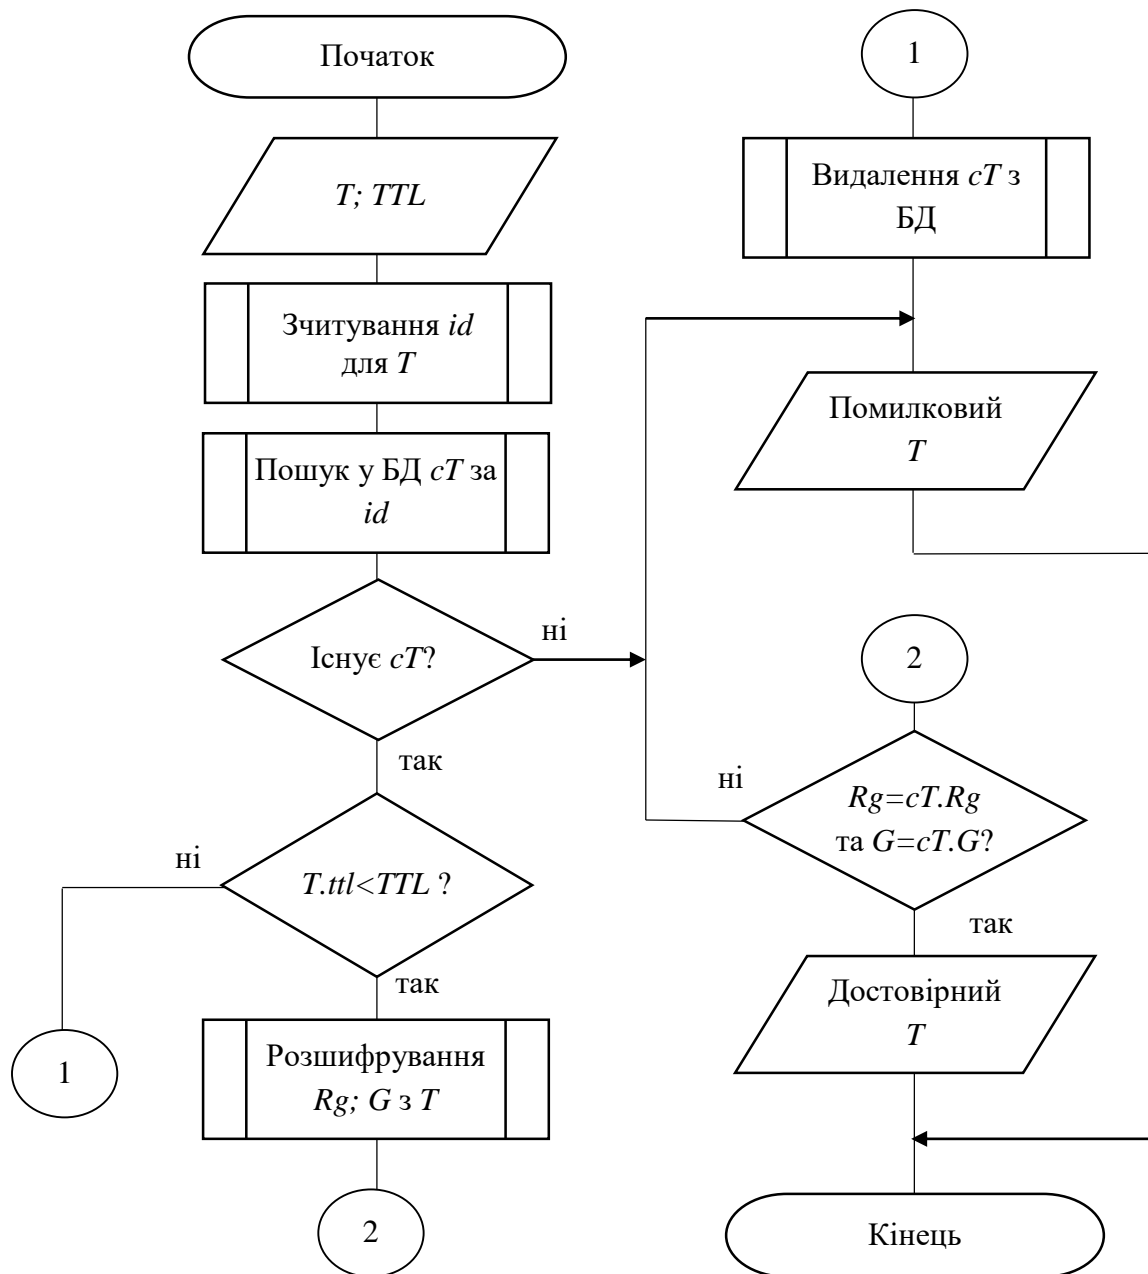 Початок
T; TTL
Зчитування id
для T
Пошук у БД cT за
id
Існує cT?
ні
так
T.ttl<TTL ?
ні
так
1
Розшифрування
Rg; G з T
2
1
Видалення cT з
БД
Помилковий
T
2
Rg=cT.Rg
та G=cT.G?
ні
так
Достовірний
T
Кінець